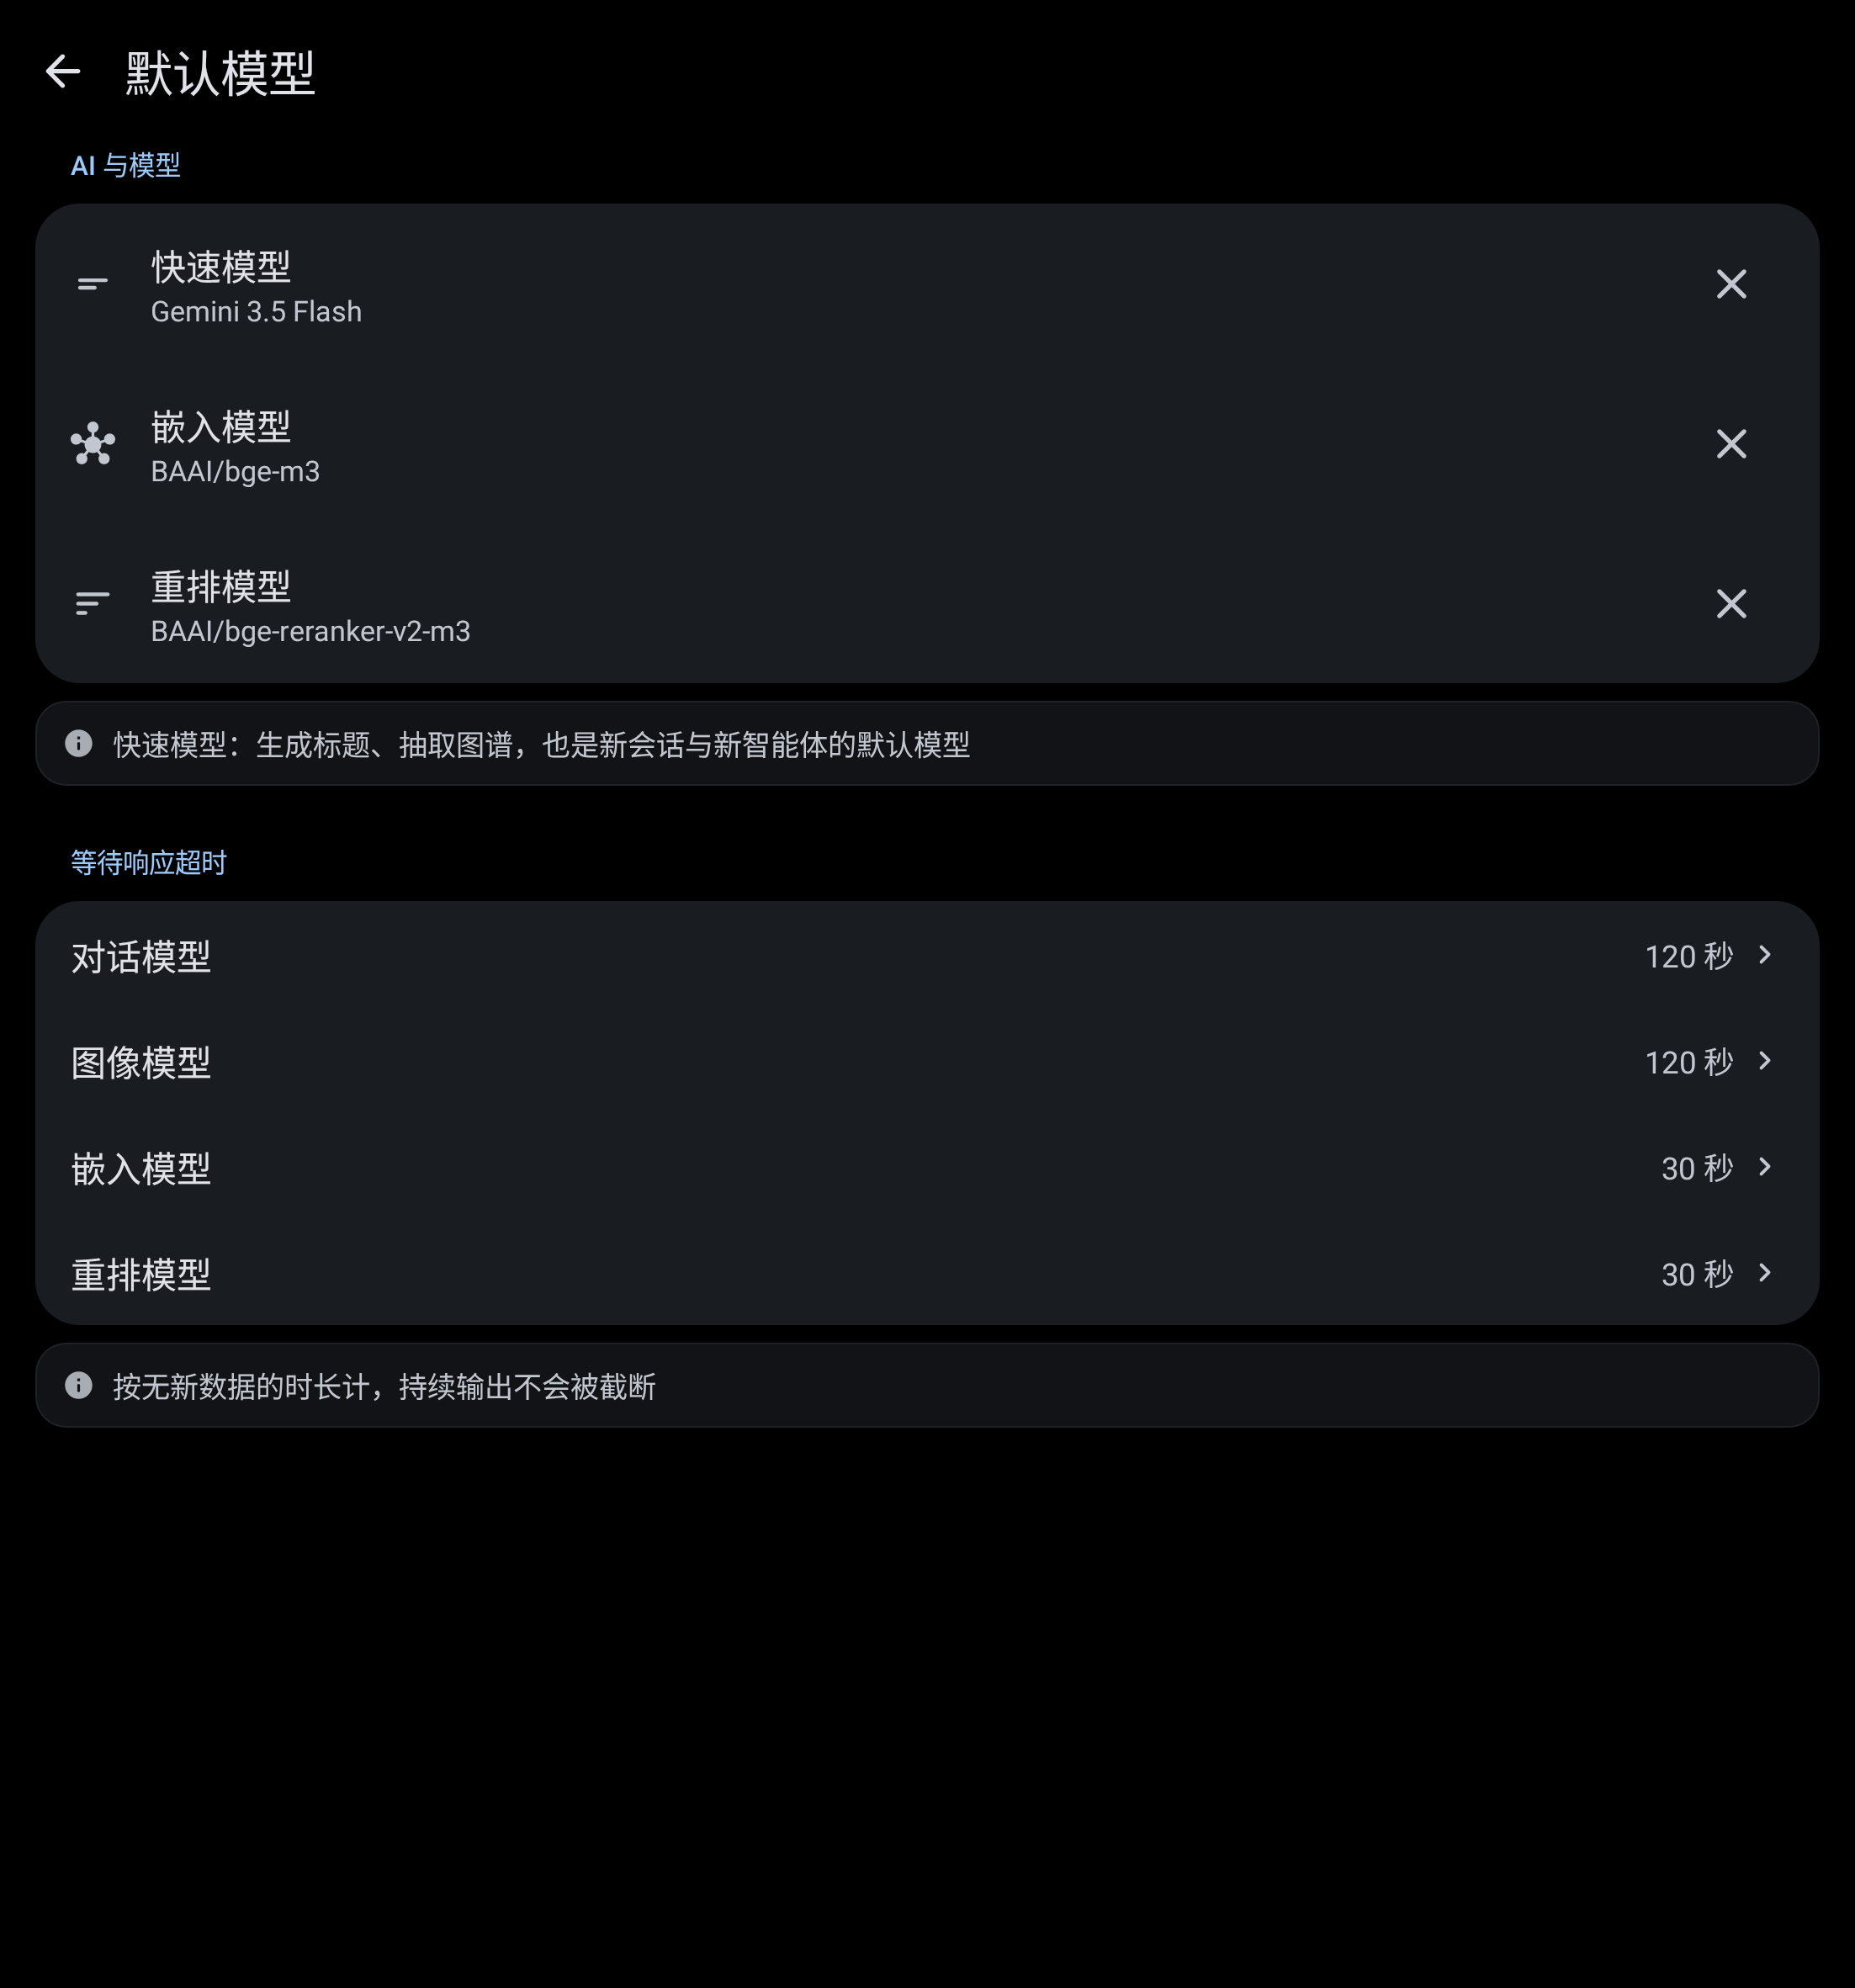 默认模型
AI 与模型
快速模型
Gemini 3.5 Flash
嵌入模型
BAAI/bge-m3
重排模型
BAAI/bge-reranker-v2-m3
快速模型：生成标题、抽取图谱，也是新会话与新智能体的默认模型
等待响应超时
对话模型 120 秒
图像模型 120 秒
嵌入模型 30 秒
重排模型 30 秒
按无新数据的时长计，持续输出不会被截断